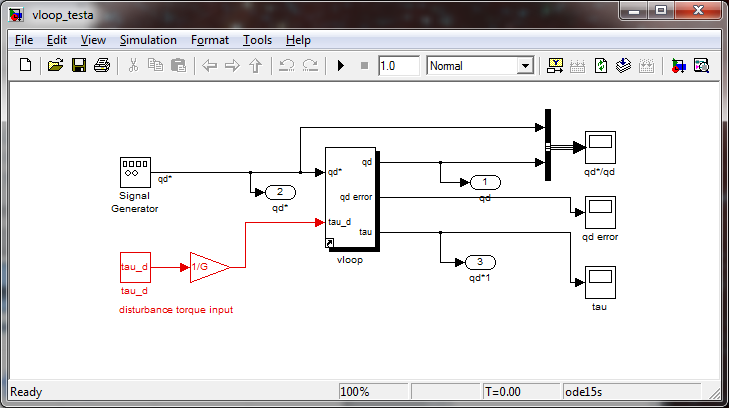 vloop_testa
File Edit View Simulation Format Tools Help
1.0 Normal
qd*
Signal
Generator
2
qd*
qd*
tau_d
qd
qd error
tau
vloop
1
qd
3
qd*1
qd*/qd
qd error
tau
tau_d
tau_d
1/G
disturbance torque input
Ready 100% T=0.00 ode15s